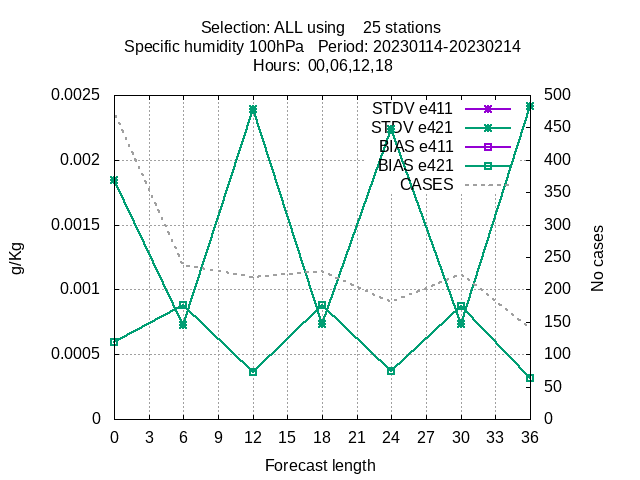 Selection: ALL using    25 stations
Specific humidity 100hPa   Period: 20230114-20230214
Hours:  00,06,12,18
0.0025
0.002
0.0015
0.001
0.0005
0
g/Kg
STDV e411
STDV e421
BIAS e411
BIAS e421
CASES
500
450
400
350
300
250
200
150
100
50
0
No cases
0 3 6 9 12 15 18 21 24 27 30 33 36
Forecast length